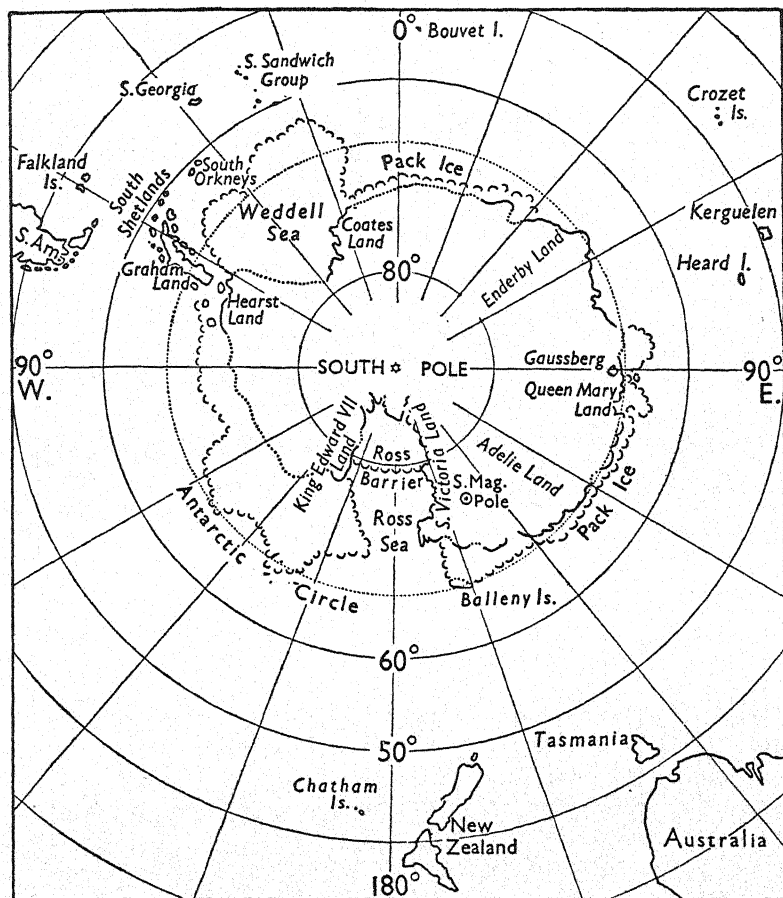 0°
Bouvet I.
S. Sandwich
Group
S. Georgia
Crozet
Is.
Falkland
Is.
South
Shetlands
South
Orkneys
Pack Ice
Weddell
Sea
Coates
Land
Kerguelen
S. Am.
Graham
Land
Hearst
Land
80°
Enderby Land
Heard I.
90°
W.
SOUTH POLE
Gaussberg
Queen Mary
Land
90°
E.
King Edward VII
Land
Ross
Barrier
S. Victoria Land
Adelie Land
S. Mag.
Pole
Ross
Sea
Pack Ice
Antarctic Circle
Balleny Is.
60°
50°
Tasmania
Chatham
Is.
New
Zealand
Australia
180°